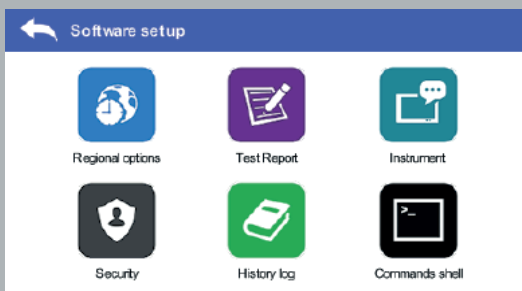 Software setup
Regional options
Test Report
Instrument
>_
Security
History log
Commands shell